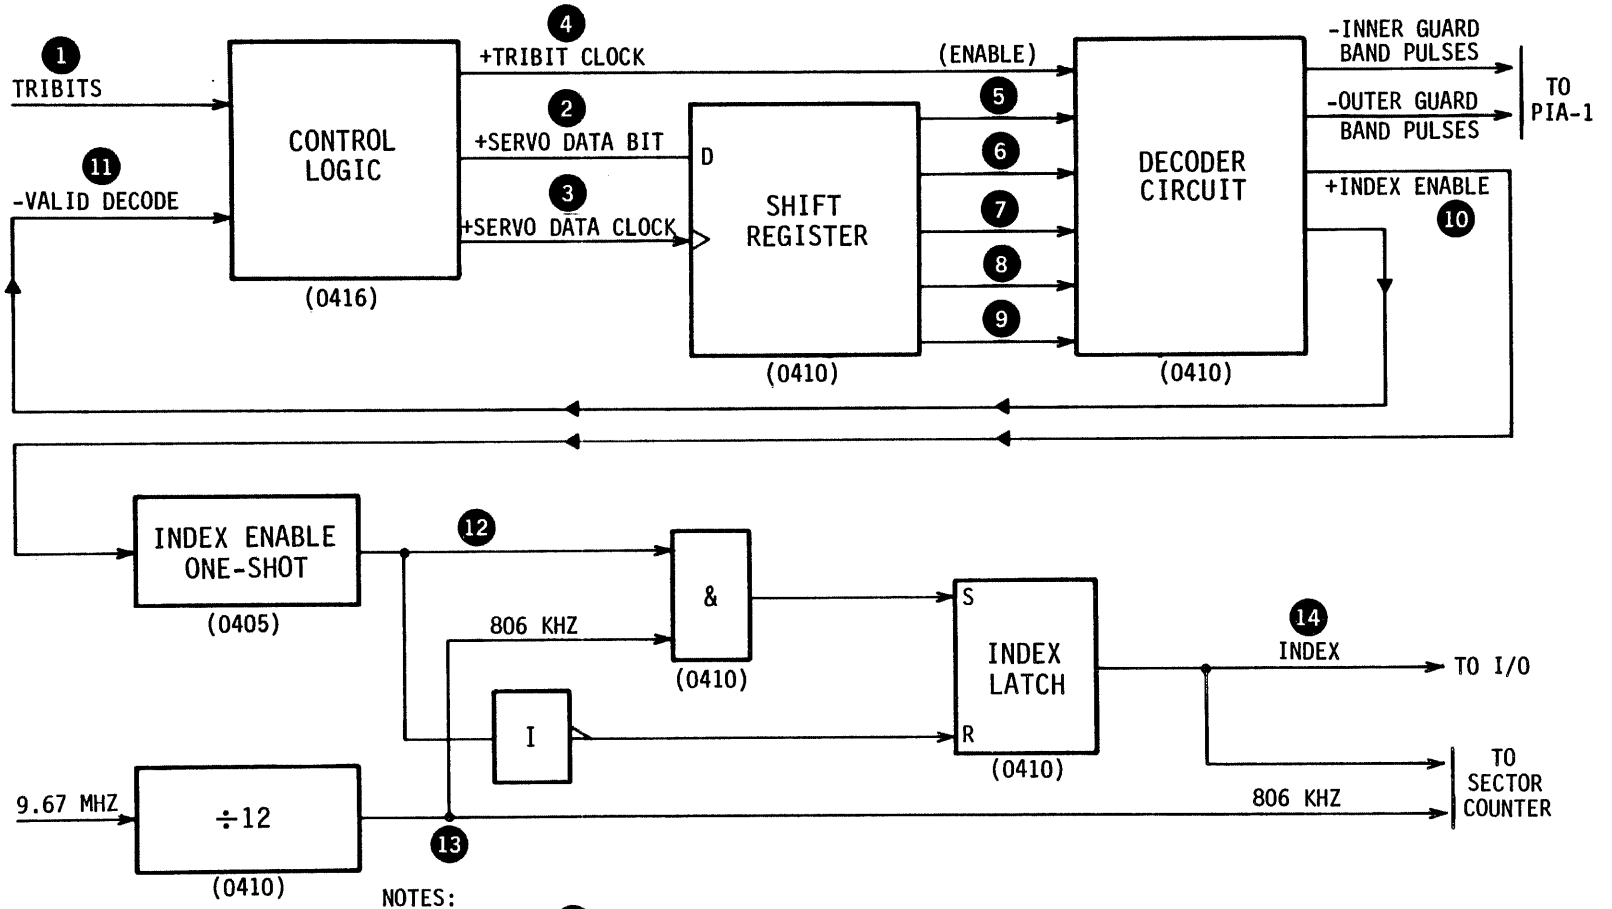 1
TRIBITS
11
-VALID DECODE
CONTROL
LOGIC
(0416)
4
+TRIBIT CLOCK
(ENABLE)
2
+SERVO DATA BIT
3
+SERVO DATA CLOCK
D
SHIFT
REGISTER
(0410)
5
6
7
8
9
DECODER
CIRCUIT
(0410)
-INNER GUARD
BAND PULSES
-OUTER GUARD
BAND PULSES
TO
PIA-1
+INDEX ENABLE
10
INDEX ENABLE
ONE-SHOT
(0405)
12
806 KHZ
&
(0410)
I
S
INDEX
LATCH
R
(0410)
14
INDEX
TO I/O
9.67 MHZ
÷12
(0410)
13
806 KHZ
TO
SECTOR
COUNTER
NOTES: